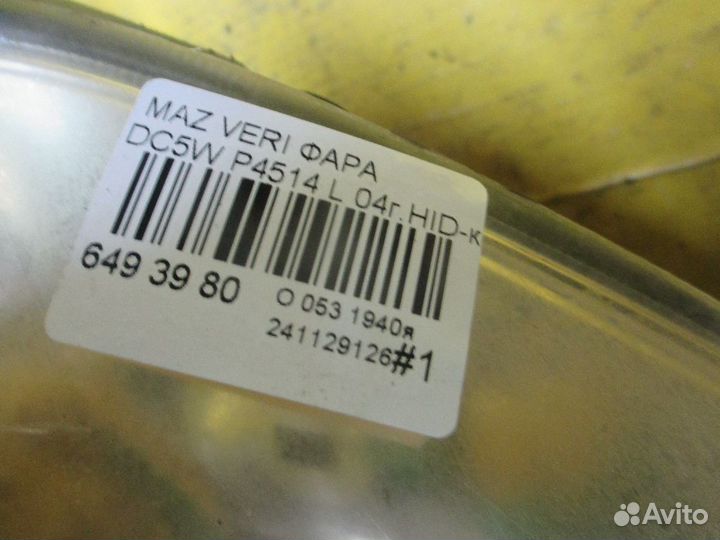 MAZ VERI ФАРА
DC5W P4514 L 04г.HID-к
649 39 80
О 053 1940я
241129126#1
Avito